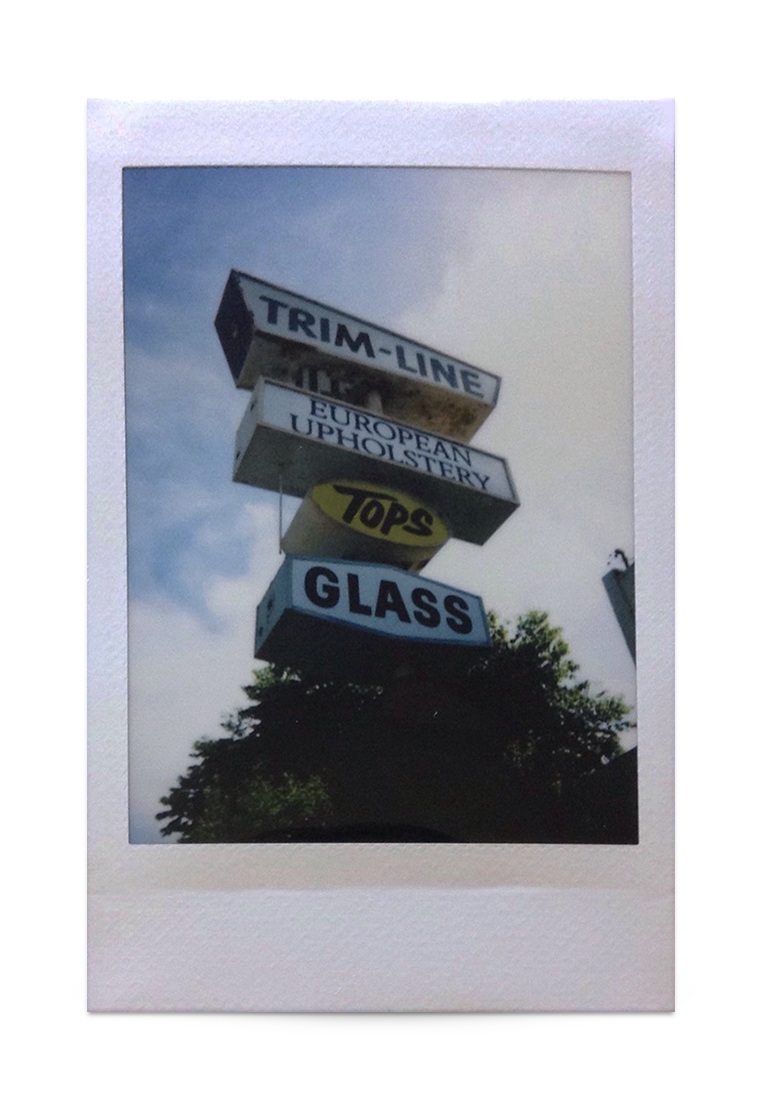 TRIM-LINE
EUROPEAN
UPHOLSTERY
TOPS
GLASS